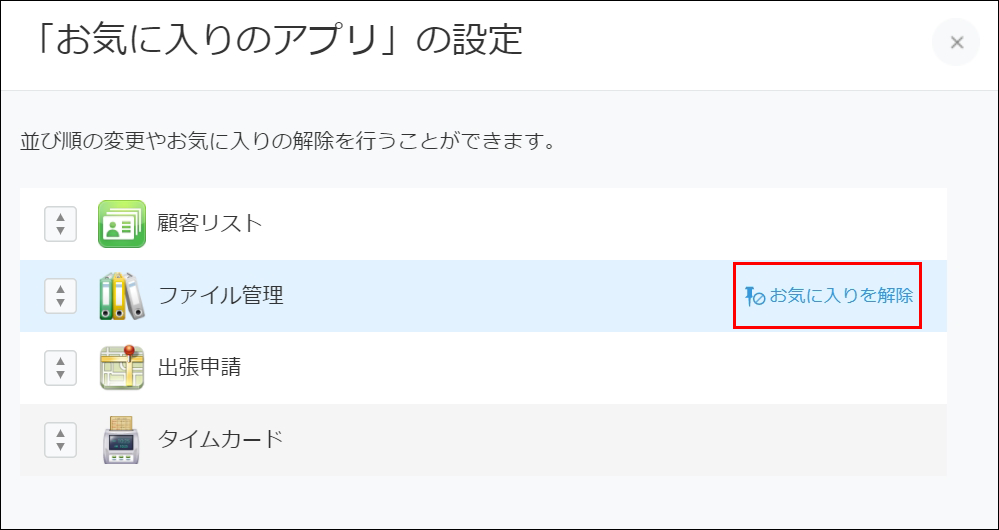 「お気に入りのアプリ」の設定
並び順の変更やお気に入りの解除を行うことができます。
顧客リスト
ファイル管理
お気に入りを解除
出張申請
タイムカード